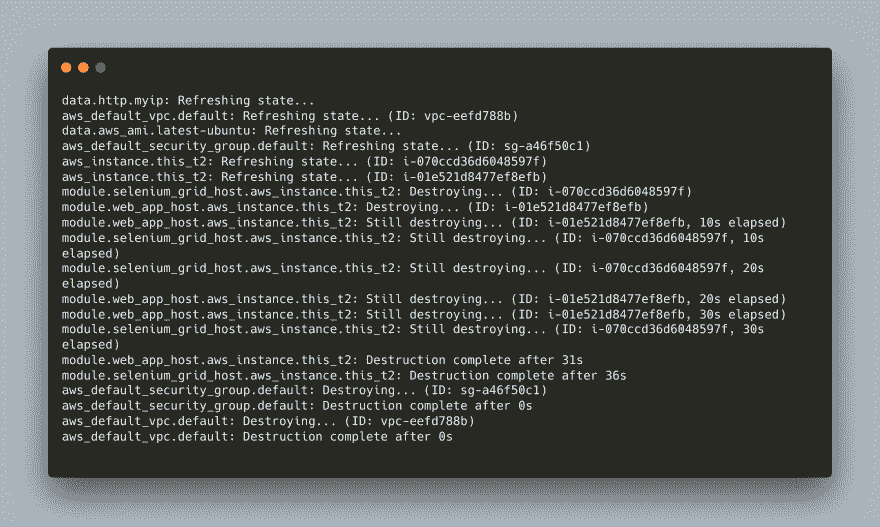 data.http.myip: Refreshing state...
aws_default_vpc.default: Refreshing state... (ID: vpc-eefd788b)
data.aws_ami.latest-ubuntu: Refreshing state...
aws_default_security_group.default: Refreshing state... (ID: sg-a46f50c1)
aws_instance.this_t2: Refreshing state... (ID: i-070ccd36d6048597f)
aws_instance.this_t2: Refreshing state... (ID: i-01e521d8477ef8efb)
module.selenium_grid_host.aws_instance.this_t2: Destroying... (ID: i-070ccd36d6048597f)
module.web_app_host.aws_instance.this_t2: Destroying... (ID: i-01e521d8477ef8efb)
module.web_app_host.aws_instance.this_t2: Still destroying... (ID: i-01e521d8477ef8efb, 10s elapsed)
module.selenium_grid_host.aws_instance.this_t2: Still destroying... (ID: i-070ccd36d6048597f, 10s
elapsed)
module.selenium_grid_host.aws_instance.this_t2: Still destroying... (ID: i-070ccd36d6048597f, 20s
elapsed)
module.web_app_host.aws_instance.this_t2: Still destroying... (ID: i-01e521d8477ef8efb, 20s elapsed)
module.web_app_host.aws_instance.this_t2: Still destroying... (ID: i-01e521d8477ef8efb, 30s elapsed)
module.selenium_grid_host.aws_instance.this_t2: Still destroying... (ID: i-070ccd36d6048597f, 30s
elapsed)
module.web_app_host.aws_instance.this_t2: Destruction complete after 31s
module.selenium_grid_host.aws_instance.this_t2: Destruction complete after 36s
aws_default_security_group.default: Destroying... (ID: sg-a46f50c1)
aws_default_security_group.default: Destruction complete after 0s
aws_default_vpc.default: Destroying... (ID: vpc-eefd788b)
aws_default_vpc.default: Destruction complete after 0s